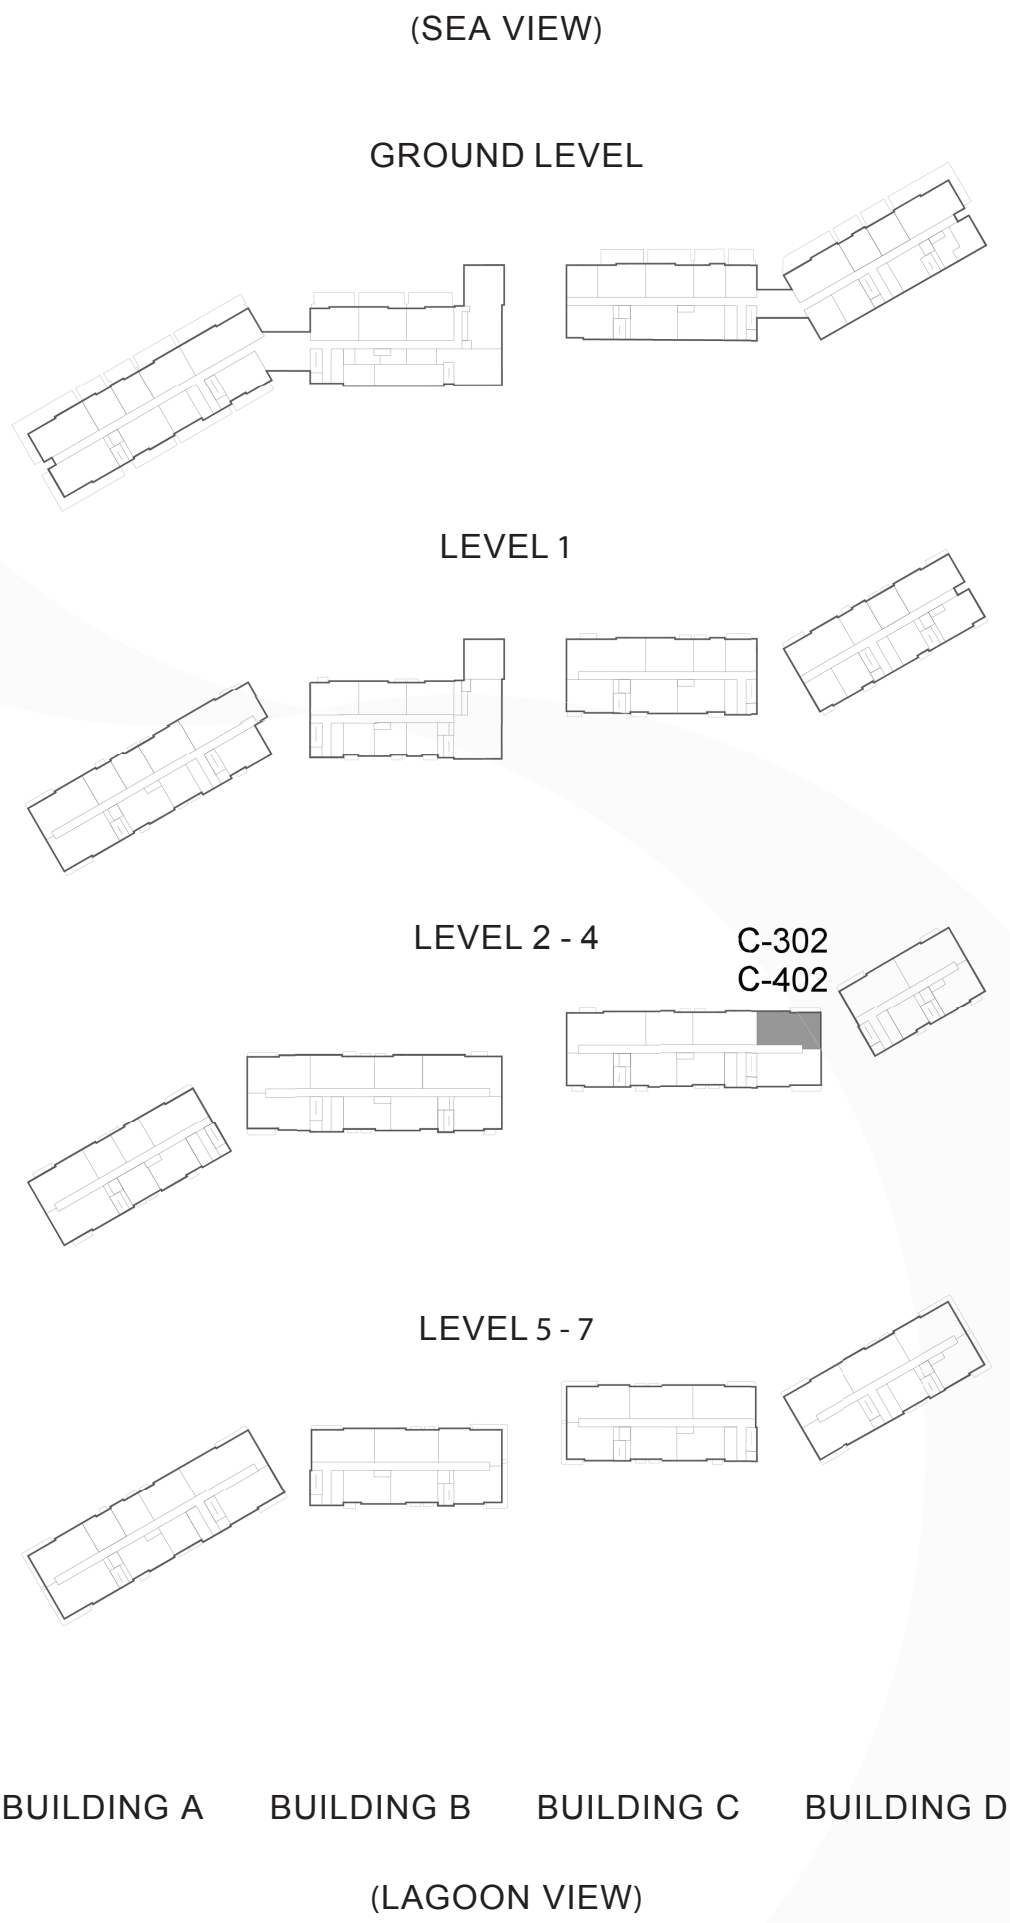 (SEA VIEW)
GROUND LEVEL
LEVEL 1
LEVEL 2 - 4
C-302
C-402
LEVEL 5 - 7
BUILDING A
BUILDING B
BUILDING C
BUILDING D
(LAGOON VIEW)